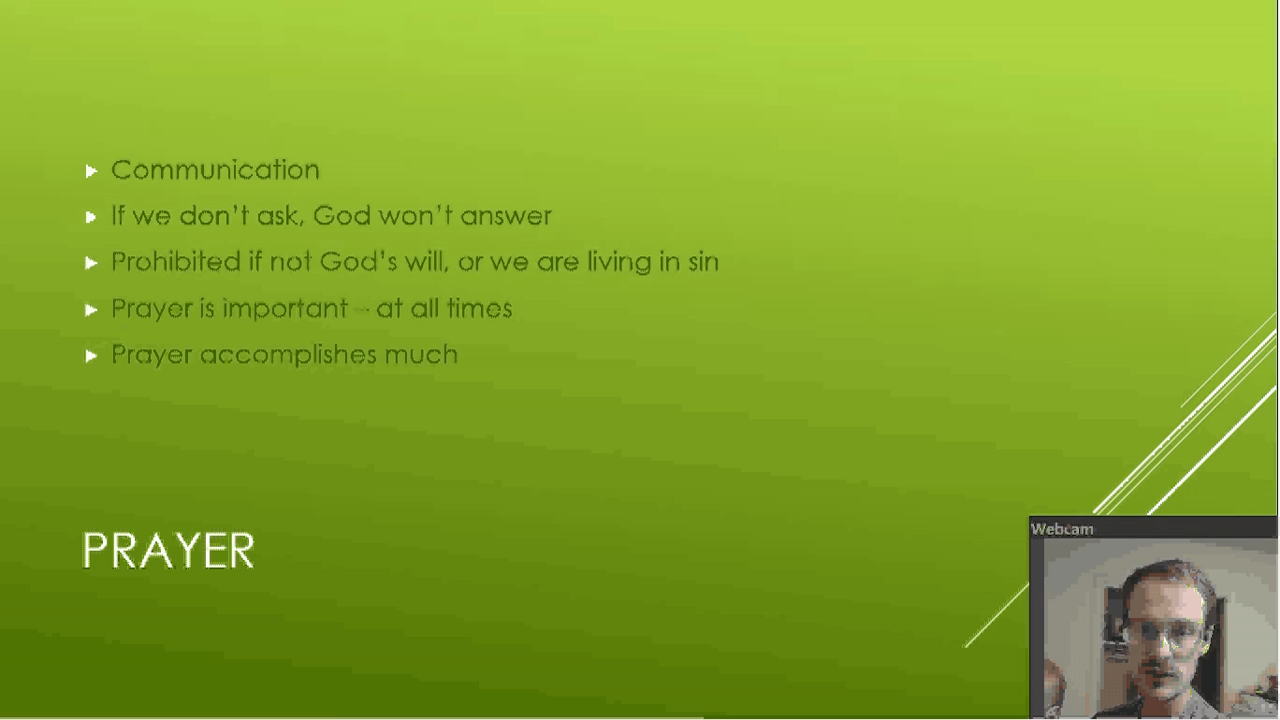 Communication
If we don't ask, God won't answer
Prohibited if not God's will, or we are living in sin
Prayer is important – at all times
Prayer accomplishes much
PRAYER
Webcam